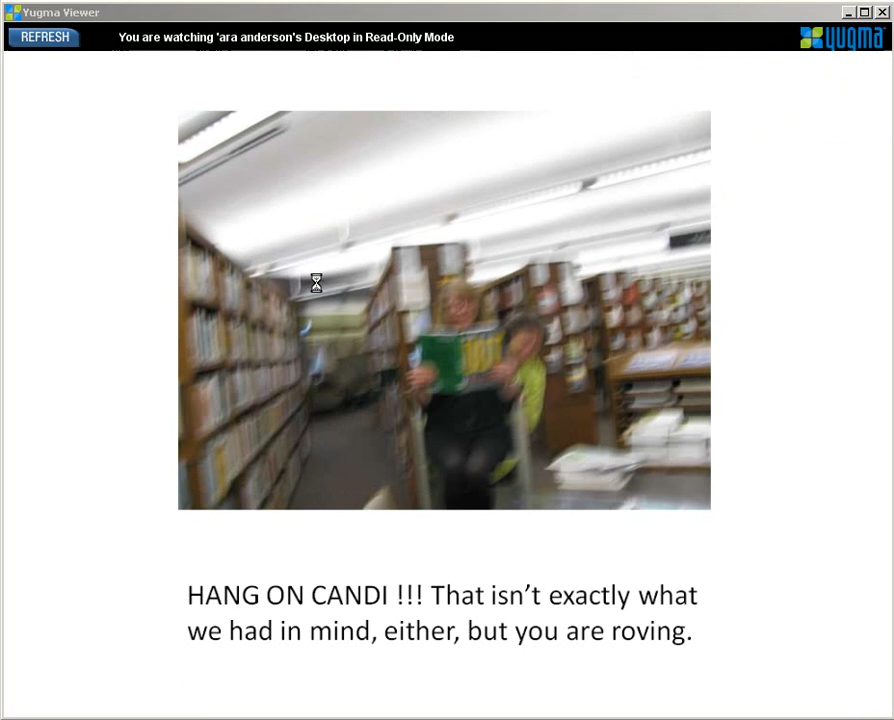 Yugma Viewer
REFRESH
You are watching 'ara anderson's Desktop in Read-Only Mode
yugma
HANG ON CANDI !!! That isn’t exactly what
we had in mind, either, but you are roving.